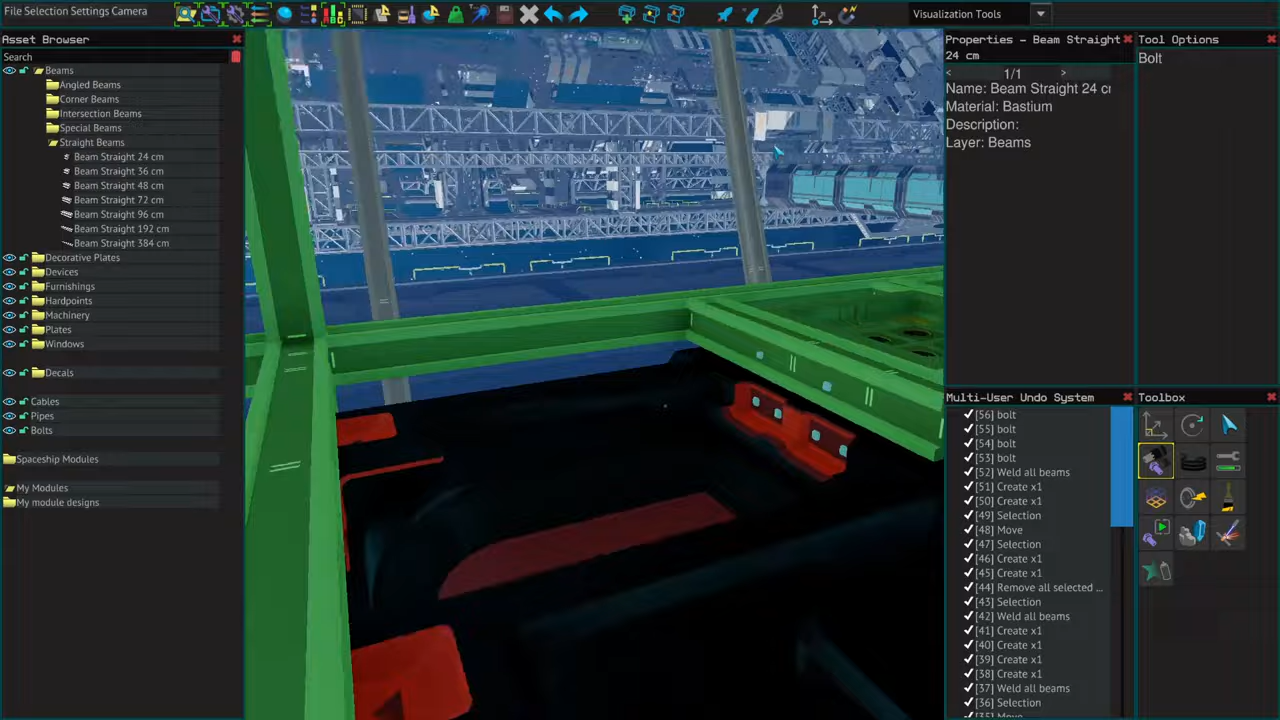 File Selection Settings Camera
Visualization Tools
Asset Browser
Search
Beams
Angled Beams
Corner Beams
Intersection Beams
Special Beams
Straight Beams
Beam Straight 24 cm
Beam Straight 36 cm
Beam Straight 48 cm
Beam Straight 72 cm
Beam Straight 96 cm
Beam Straight 192 cm
Beam Straight 384 cm
Decorative Plates
Devices
Furnishings
Hardpoints
Machinery
Plates
Windows
Decals
Cables
Pipes
Bolts
Spaceship Modules
My Modules
My module designs
Properties - Beam Straight
24 cm
< 1/1 >
Name: Beam Straight 24 cm
Material: Bastium
Description:
Layer: Beams
Tool Options
Bolt
Multi-User Undo System
[56] bolt
[55] bolt
[54] bolt
[53] bolt
[52] Weld all beams
[51] Create x1
[50] Create x1
[49] Selection
[48] Move
[47] Selection
[46] Create x1
[45] Create x1
[44] Remove all selected ...
[43] Selection
[42] Weld all beams
[41] Create x1
[40] Create x1
[39] Create x1
[38] Create x1
[37] Weld all beams
[36] Selection
[35] Move
Toolbox